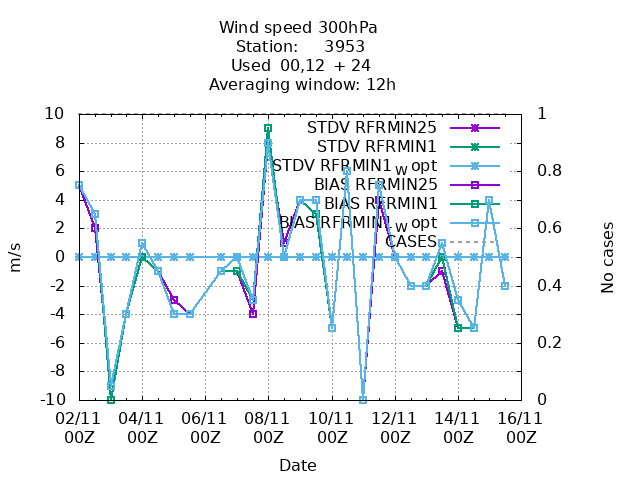 Wind speed 300hPa
Station: 3953
Used 00,12 + 24
Averaging window: 12h
10 1
STDV RFRMIN25
8
STDV RFRMIN1
6 STDV RFRMIN1_w opt 0.8
4 BIAS RFRMIN25
BIAS RFRMIN1
2 BIAS RFRMIN1_w opt 0.6
CASES
0
m/s
No cases
-2 0.4
-4
-6 0.2
-8
-10 0
02/11 04/11 06/11 08/11 10/11 12/11 14/11 16/11
00Z 00Z 00Z 00Z 00Z 00Z 00Z 00Z
Date